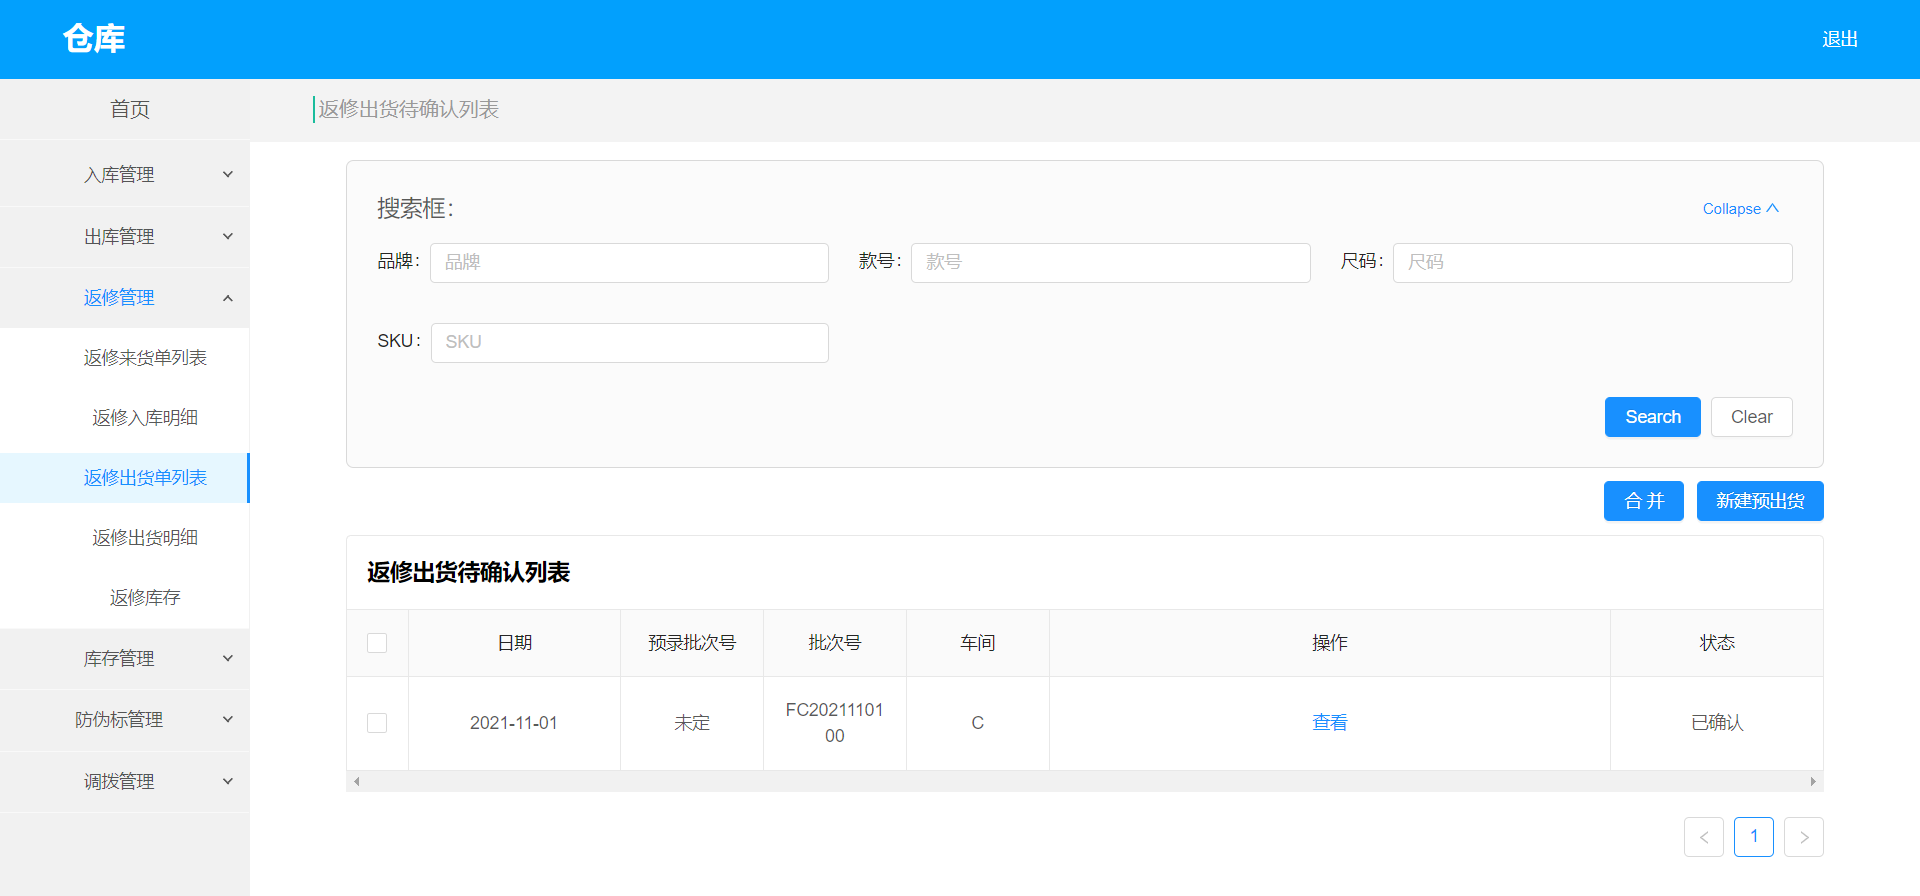 仓库
退出
首页
返修出货待确认列表
入库管理
出库管理
返修管理
返修来货单列表
返修入库明细
返修出货单列表
返修出货明细
返修库存
库存管理
防伪标管理
调拨管理
搜索框:
Collapse
品牌:
品牌
款号:
款号
尺码:
尺码
SKU:
SKU
Search
Clear
合 并
新建预出货
返修出货待确认列表
日期
预录批次号
批次号
车间
操作
状态
2021-11-01
未定
FC20211101
00
C
查看
已确认
1